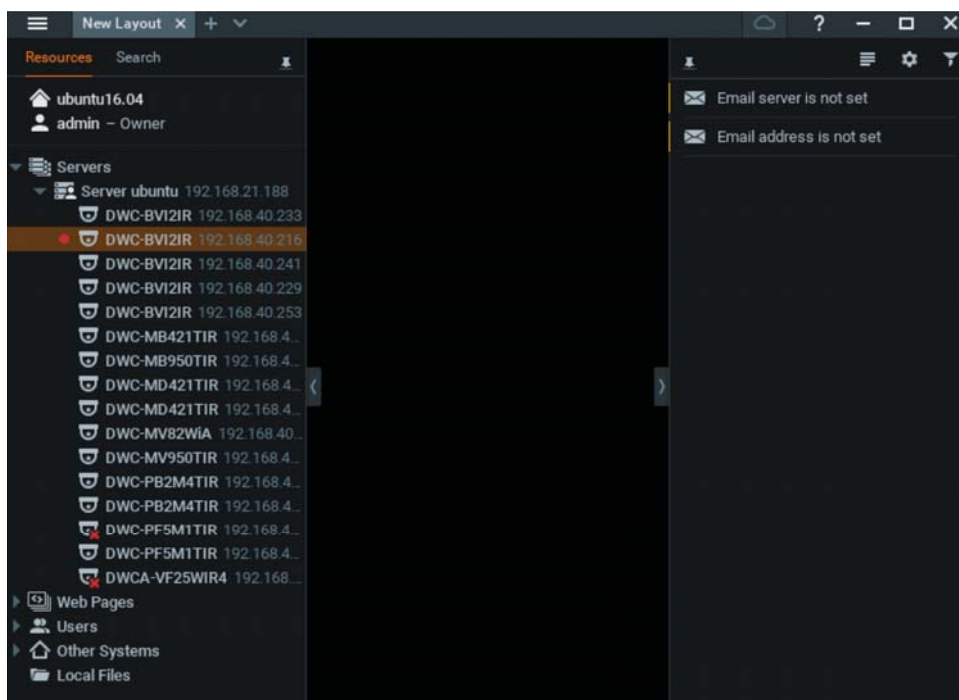 New Layout
Resources Search
ubuntu16.04
admin – Owner
Servers
Server ubuntu 192.168.21.188
DWC-BVI2IR 192.168.40.233
DWC-BVI2IR 192.168.40.216
DWC-BVI2IR 192.168.40.241
DWC-BVI2IR 192.168.40.229
DWC-BVI2IR 192.168.40.253
DWC-MB421TIR 192.168.4...
DWC-MB950TIR 192.168.4...
DWC-MD421TIR 192.168.4...
DWC-MD421TIR 192.168.4...
DWC-MV82WiA 192.168.40...
DWC-MV950TIR 192.168.4...
DWC-PB2M4TIR 192.168.4...
DWC-PB2M4TIR 192.168.4...
DWC-PF5M1TIR 192.168.4...
DWC-PF5M1TIR 192.168.4...
DWCA-VF25WIR4 192.168....
Web Pages
Users
Other Systems
Local Files
Email server is not set
Email address is not set